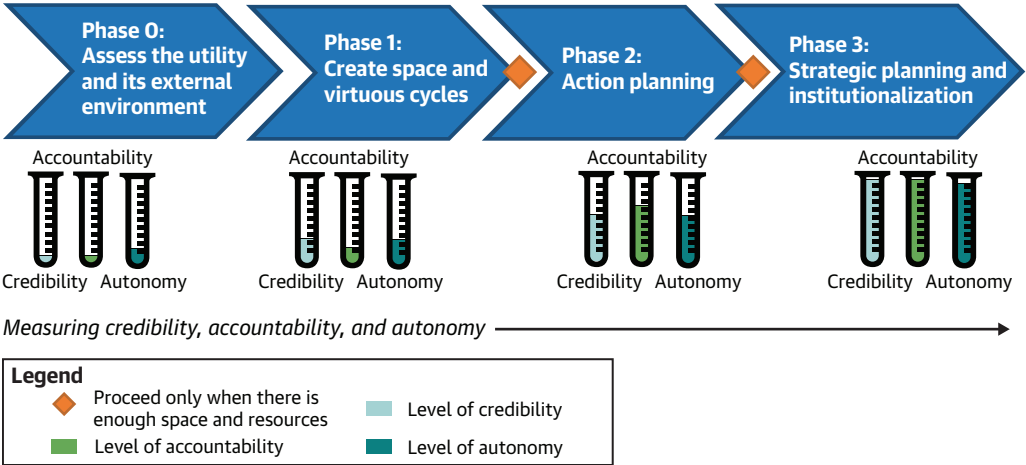 Phase 0:
Assess the utility
and its external
environment
Phase 1:
Create space and
virtuous cycles
Phase 2:
Action planning
Phase 3:
Strategic planning and
institutionalization
Accountability
Credibility Autonomy
Accountability
Credibility Autonomy
Accountability
Credibility Autonomy
Accountability
Credibility Autonomy
Measuring credibility, accountability, and autonomy
Legend
Proceed only when there is
enough space and resources
Level of accountability
Level of credibility
Level of autonomy